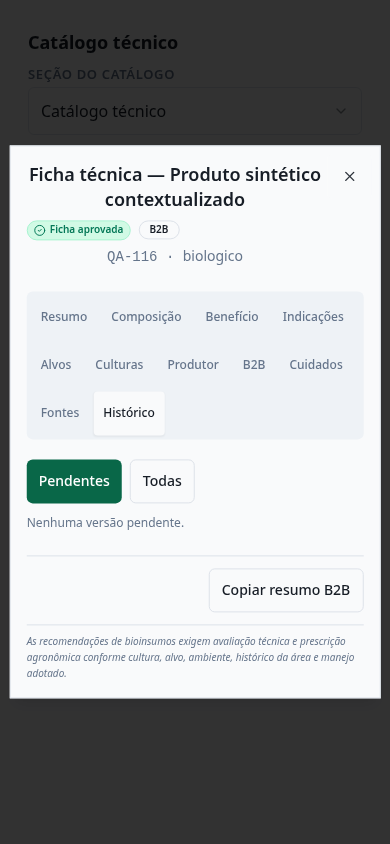 Catálogo técnico
SEÇÃO DO CATÁLOGO
Catálogo técnico
Ficha técnica — Produto sintético
contextualizado
Ficha aprovada
B2B
QA-116 · biologico
Resumo Composição Benefício Indicações
Alvos Culturas Produtor B2B Cuidados
Fontes Histórico
Pendentes Todas
Nenhuma versão pendente.
Copiar resumo B2B
As recomendações de bioinsumos exigem avaliação técnica e prescrição
agronômica conforme cultura, alvo, ambiente, histórico da área e manejo
adotado.